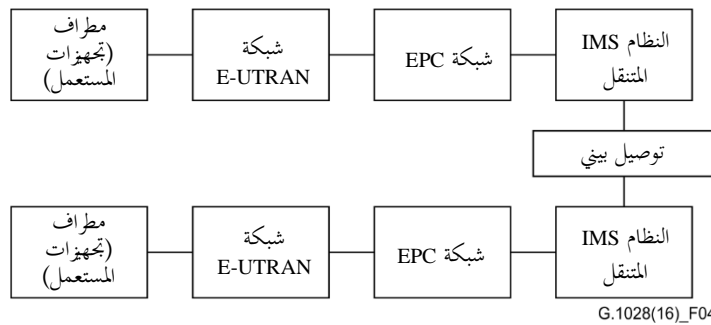 مطراف
(تجهيزات
المستعمل)
شبكة
E-UTRAN
شبكة EPC
النظام IMS
المتنقل
توصيل بيني
مطراف
(تجهيزات
المستعمل)
شبكة
E-UTRAN
شبكة EPC
النظام IMS
المتنقل
G.1028(16)_F04